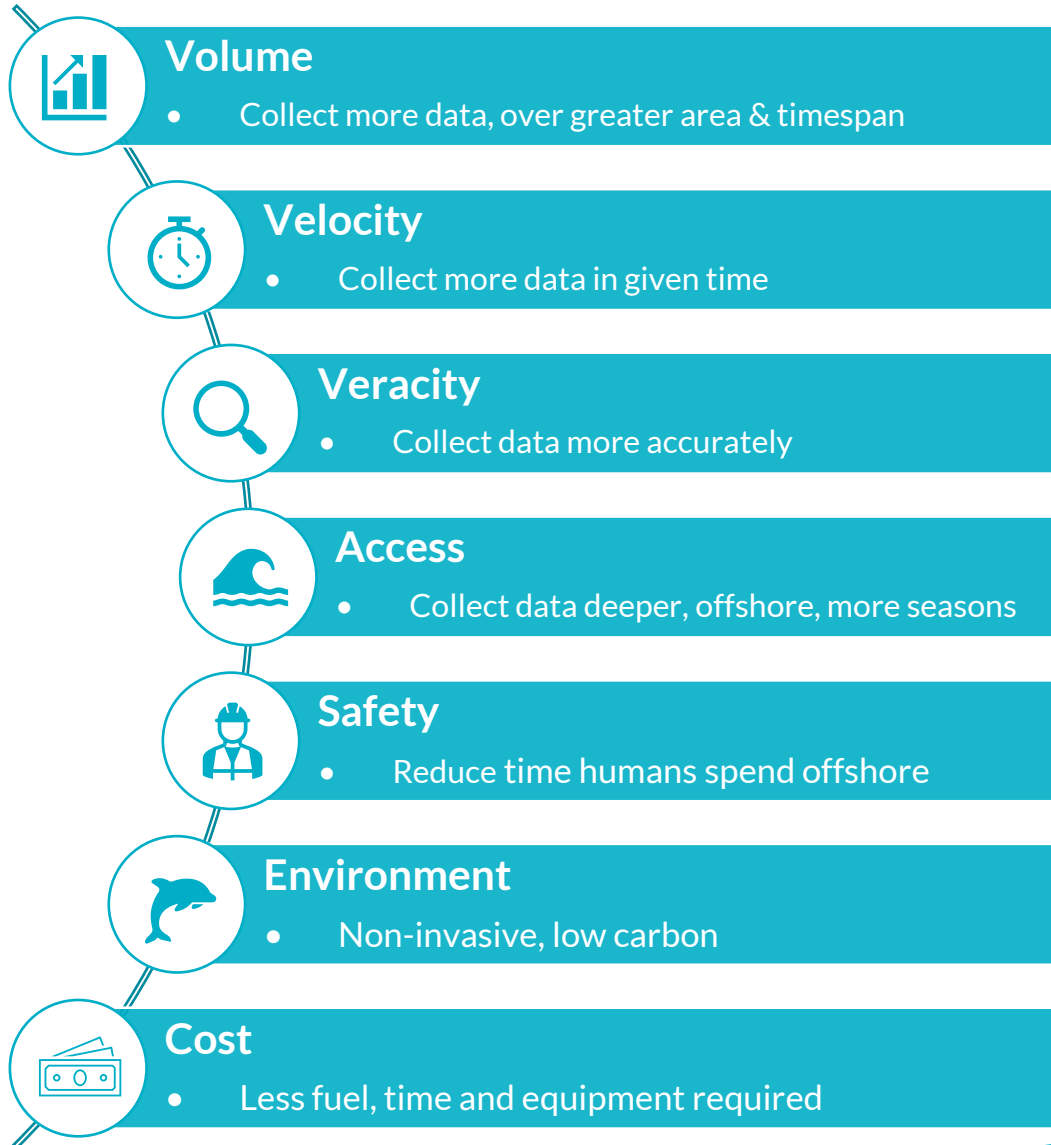 Volume
• Collect more data, over greater area & timespan
Velocity
• Collect more data in given time
Veracity
• Collect data more accurately
Access
• Collect data deeper, offshore, more seasons
Safety
• Reduce time humans spend offshore
Environment
• Non-invasive, low carbon
Cost
• Less fuel, time and equipment required